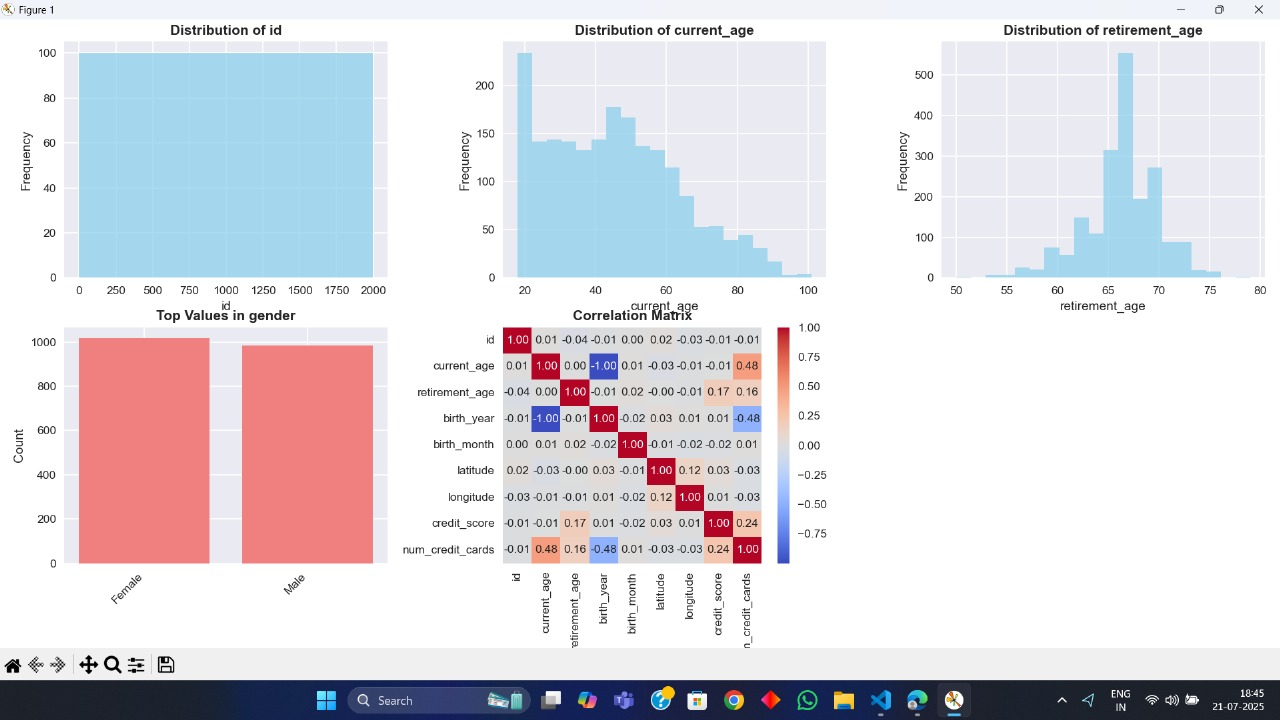 Figure 1
Distribution of id
Frequency
100
80
60
40
20
0
0 250 500 750 1000 1250 1500 1750 2000
id
Distribution of current_age
Frequency
200
150
100
50
0
20 40 60 80 100
current_age
Distribution of retirement_age
Frequency
500
400
300
200
100
0
50 55 60 65 70 75
retirement_age
Top Values in gender
Count
1000
800
600
400
200
0
Female Male
Correlation Matrix
id 1.00 0.01 -0.04 -0.01 0.00 0.02 -0.03 -0.01 -0.01
current_age 0.01 1.00 0.00 -1.00 0.01 -0.03 -0.01 -0.01 0.48
retirement_age -0.04 0.00 1.00 -0.01 0.02 -0.00 -0.01 0.17 0.16
birth_year -0.01 -1.00 -0.01 1.00 -0.02 0.03 0.01 0.01 -0.48
birth_month 0.00 0.01 0.02 -0.02 1.00 -0.01 -0.02 -0.02 0.01
latitude 0.02 -0.03 -0.00 0.03 -0.01 1.00 0.12 0.03 -0.03
longitude -0.03 -0.01 -0.01 0.01 -0.02 0.12 1.00 0.01 -0.03
credit_score -0.01 -0.01 0.17 0.01 -0.02 0.03 0.01 1.00 0.24
num_credit_cards -0.01 0.48 0.16 -0.48 0.01 -0.03 -0.03 0.24 1.00
id current_age etirement_age birth_year birth_month latitude longitude credit_score n_credit_cards
1.00
0.75
0.50
0.25
0.00
−0.25
−0.50
−0.75
Search
ENG
IN
18:45
21-07-2025